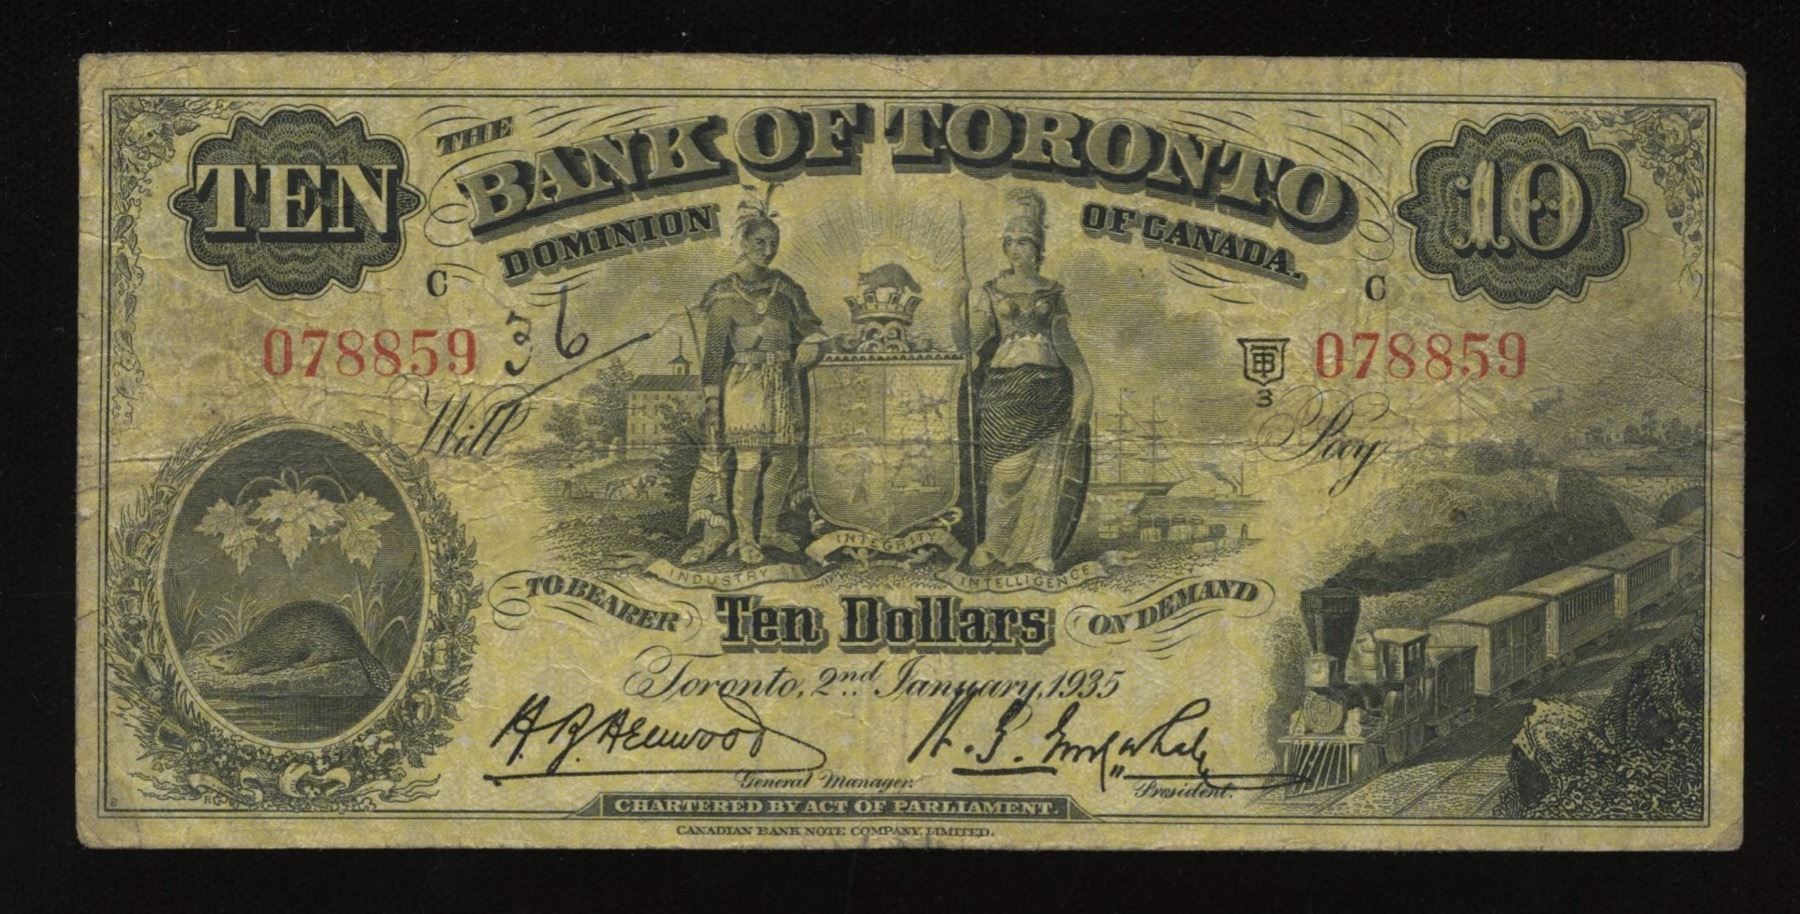 THE
BANK OF TORONTO
TEN
10
DOMINION OF CANADA.
C C
36
078859 078859
BT
3
Will Pay
INTEGRITY
INDUSTRY INTELLIGENCE
TO BEARER Ten Dollars ON DEMAND
Toronto, 2nd January, 1935
H.B. Henwood
General Manager.
President.
CHARTERED BY ACT OF PARLIAMENT.
CANADIAN BANK NOTE COMPANY, LIMITED.